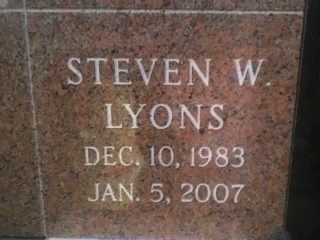 STEVEN W.
LYONS
DEC. 10, 1983
JAN. 5, 2007